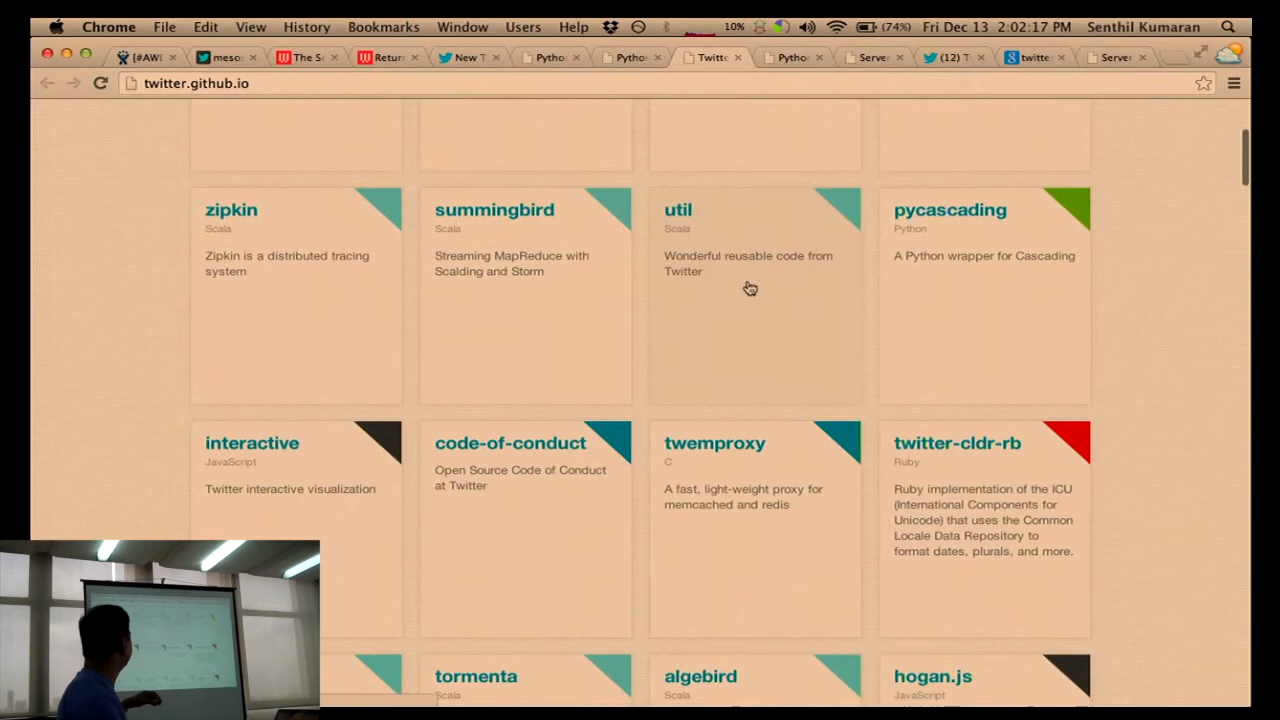 Chrome File Edit View History Bookmarks Window Users Help 10% (74%) Fri Dec 13 2:02:17 PM Senthil Kumaran
[#AWE meso The S Retur New T Pytho Pytho Twitte Pytho Server (12) T twitte Server
twitter.github.io
zipkin
Scala
Zipkin is a distributed tracing
system
summingbird
Scala
Streaming MapReduce with
Scalding and Storm
util
Scala
Wonderful reusable code from
Twitter
pycascading
Python
A Python wrapper for Cascading
interactive
JavaScript
Twitter interactive visualization
code-of-conduct
Open Source Code of Conduct
at Twitter
twemproxy
C
A fast, light-weight proxy for
memcached and redis
twitter-cldr-rb
Ruby
Ruby implementation of the ICU
(International Components for
Unicode) that uses the Common
Locale Data Repository to
format dates, plurals, and more.
tormenta
Scala
algebird
Scala
hogan.js
JavaScript